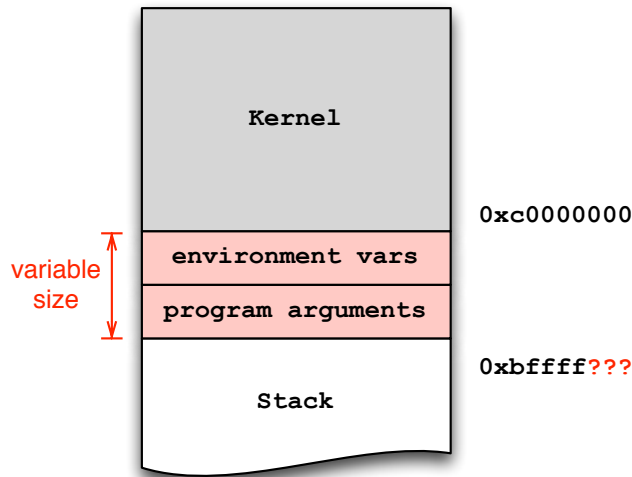 Kernel
0xc0000000
environment vars
variable
size
program arguments
0xbffff???
Stack